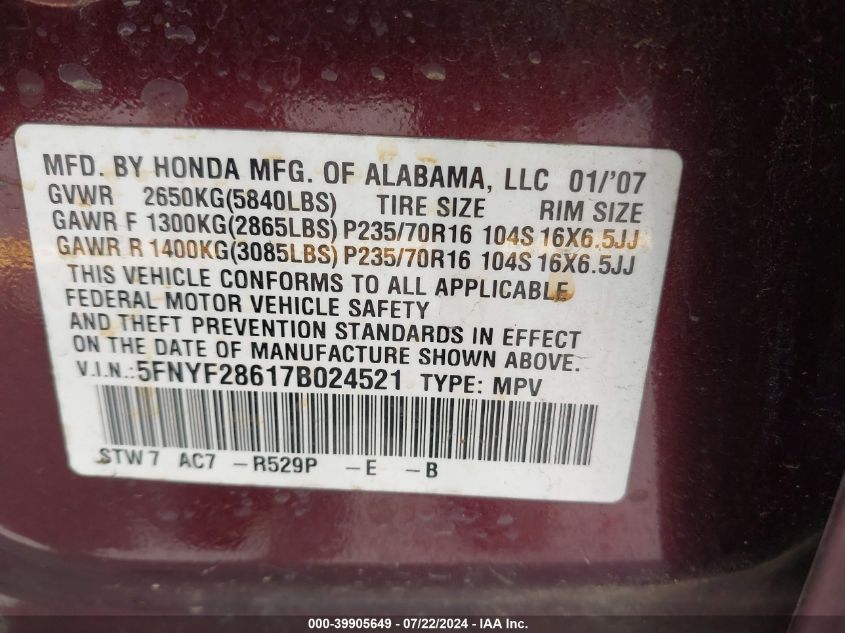 MFD. BY HONDA MFG. OF ALABAMA, LLC 01/'07
GVWR 2650KG(5840LBS) TIRE SIZE RIM SIZE
GAWR F 1300KG(2865LBS) P235/70R16 104S 16X6.5JJ
GAWR R 1400KG(3085LBS) P235/70R16 104S 16X6.5JJ
THIS VEHICLE CONFORMS TO ALL APPLICABLE
FEDERAL MOTOR VEHICLE SAFETY
AND THEFT PREVENTION STANDARDS IN EFFECT
ON THE DATE OF MANUFACTURE SHOWN ABOVE.
V.I.N.:5FNYF28617B024521 TYPE: MPV
STW7 AC7 -R529P -E -B
000-39905649 - 07/22/2024 - IAAI Inc.